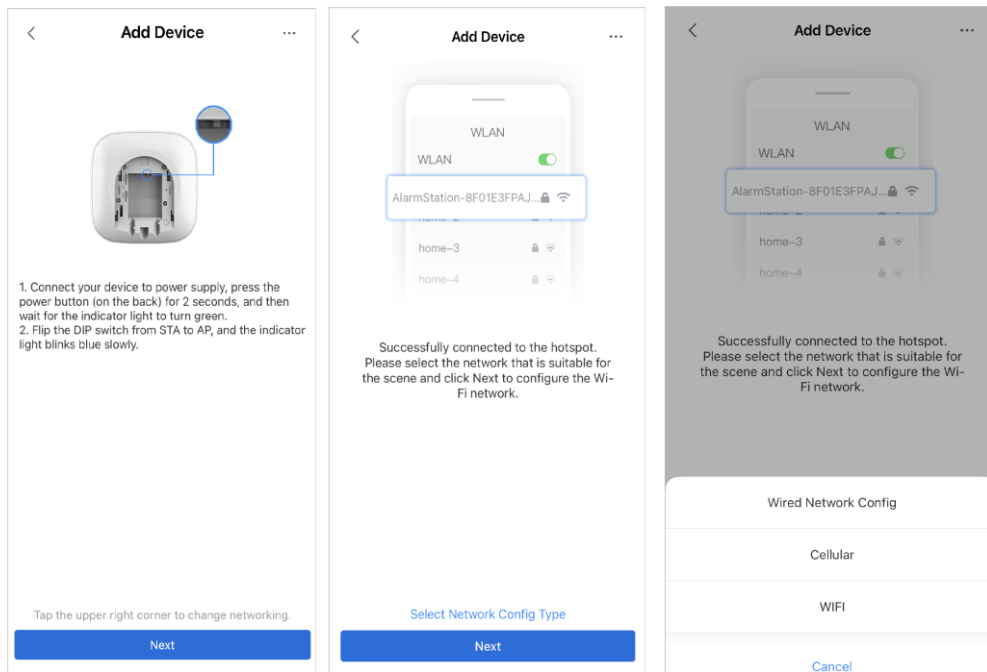 Add Device
...
1. Connect your device to power supply, press the
power button (on the back) for 2 seconds, and then
wait for the indicator light to turn green.
2. Flip the DIP switch from STA to AP, and the indicator
light blinks blue slowly.
Tap the upper right corner to change networking.
Next
Add Device
...
WLAN
WLAN
AlarmStation-8F01E3FPAJ...
home-3
home-4
Successfully connected to the hotspot.
Please select the network that is suitable for
the scene and click Next to configure the Wi-
Fi network.
Select Network Config Type
Next
Add Device
...
WLAN
WLAN
AlarmStation-8F01E3FPAJ...
home-3
home-4
Successfully connected to the hotspot.
Please select the network that is suitable for
the scene and click Next to configure the Wi-
Fi network.
Wired Network Config
Cellular
WIFI
Cancel